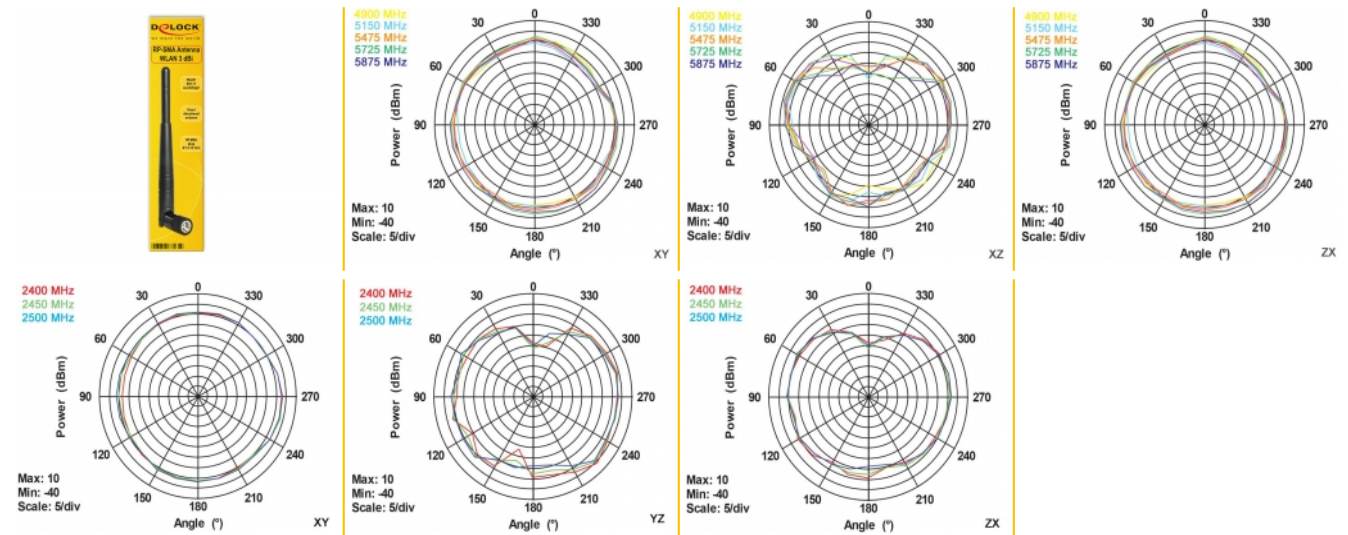 DELOCK
RP-SMA Antenna
WLAN 3 dBi
4900 MHz
5150 MHz
5475 MHz
5725 MHz
5875 MHz
0
30
330
60
300
90
270
120
240
150
210
180
Power (dBm)
Max: 10
Min: -40
Scale: 5/div
Angle (°)
XY
4900 MHz
5150 MHz
5475 MHz
5725 MHz
5875 MHz
0
30
330
60
300
90
270
120
240
150
210
180
Power (dBm)
Max: 10
Min: -40
Scale: 5/div
Angle (°)
XZ
4900 MHz
5150 MHz
5475 MHz
5725 MHz
5875 MHz
0
30
330
60
300
90
270
120
240
150
210
180
Power (dBm)
Max: 10
Min: -40
Scale: 5/div
Angle (°)
ZX
2400 MHz
2450 MHz
2500 MHz
0
30
330
60
300
90
270
120
240
150
210
180
Power (dBm)
Max: 10
Min: -40
Scale: 5/div
Angle (°)
XY
2400 MHz
2450 MHz
2500 MHz
0
30
330
60
300
90
270
120
240
150
210
180
Power (dBm)
Max: 10
Min: -40
Scale: 5/div
Angle (°)
YZ
2400 MHz
2450 MHz
2500 MHz
0
30
330
60
300
90
270
120
240
150
210
180
Power (dBm)
Max: 10
Min: -40
Scale: 5/div
Angle (°)
ZX